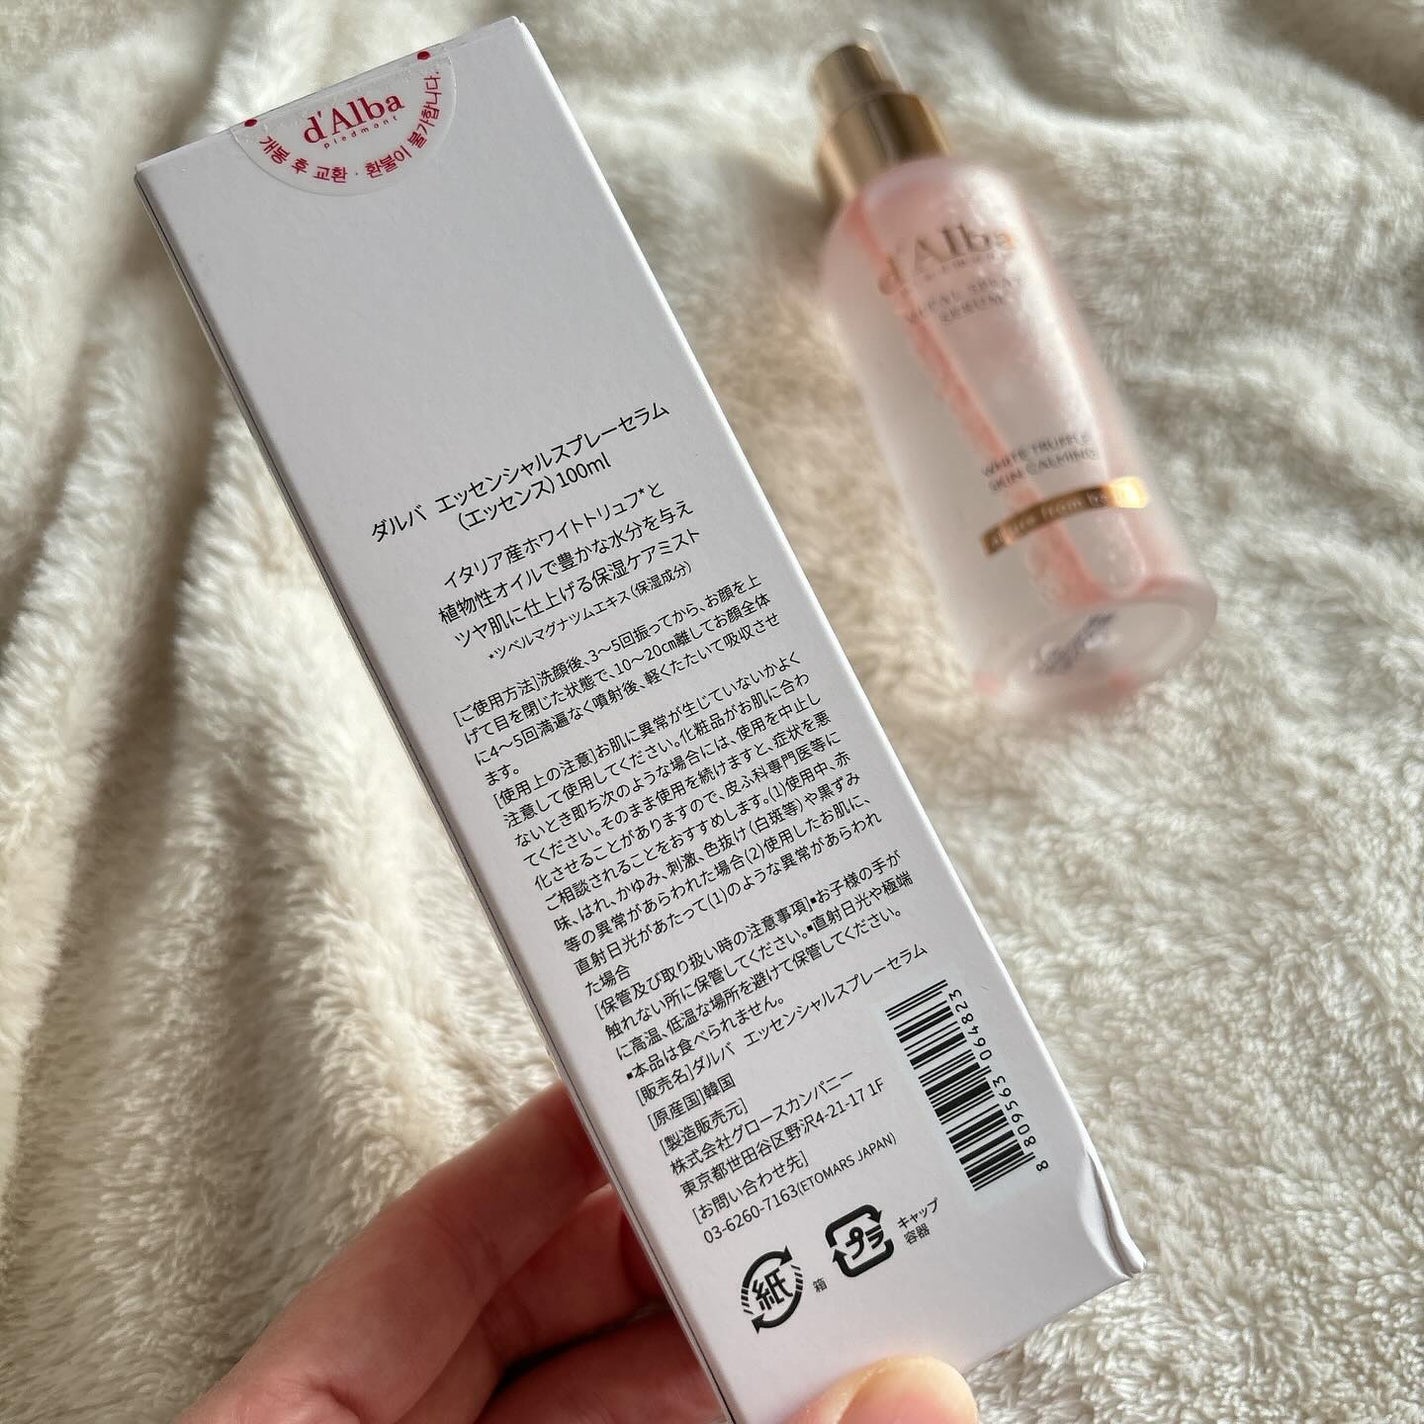 d'Alba
piedmont
개봉 후 교환 · 환불이 불가합니다.
ダルバ エッセンシャルスプレーセラム
(エッセンス)100ml
イタリア産ホワイトトリュフ*と
植物性オイルで豊かな水分を与え
ツヤ肌に仕上げる保湿ケアミスト
*ツベルマグナツムエキス(保湿成分)
[ご使用方法]洗顔後、3〜5回振ってから、お顔を上
げて目を閉じた状態で、10〜20cm離してお顔全体
に4〜5回満遍なく噴射後、軽くたたいて吸収させ
ます。
[使用上の注意]お肌に異常が生じていないかよく
注意して使用してください。化粧品がお肌に合わ
ないとき即ち次のような場合には、使用を中止し
てください。そのまま使用を続けますと、症状を悪
化させることがありますので、皮ふ科専門医等に
ご相談されることをおすすめします。(1)使用中、赤
味、はれ、かゆみ、刺激、色抜け(白斑等)や黒ずみ
等の異常があらわれた場合(2)使用したお肌に、
直射日光があたって(1)のような異常があらわれ
た場合
[保管及び取り扱い時の注意事項]▪お子様の手が
触れない所に保管してください。▪直射日光や極端
に高温、低温な場所を避けて保管してください。
▪本品は食べられません。
[販売名]ダルバ エッセンシャルスプレーセラム
[原産国]韓国
[製造販売元]
株式会社グロースカンパニー
東京都世田谷区野沢4-21-17 1F
[お問い合わせ先]
03-6260-7163(ETOMARS JAPAN)
8 809563 064823
紙
箱
プラ
キャップ
容器
d'Alba
piedmont
SPRAY
SERUM
WHITE TRUFFLE
SKIN CALMING